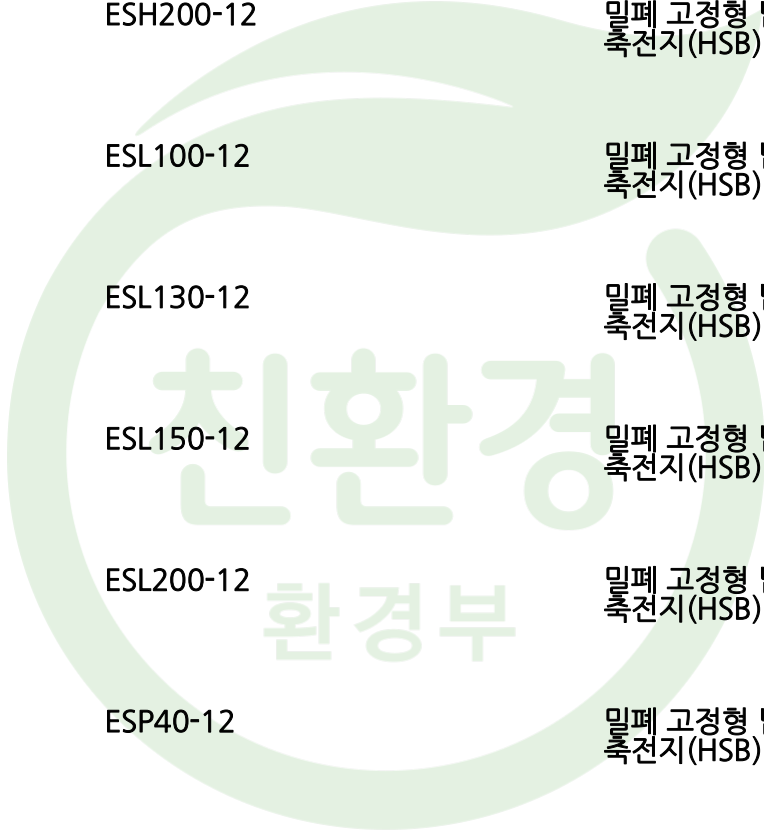 ESH200-12 밀폐 고정형
축전지(HSB)
ESL100-12 밀폐 고정형
축전지(HSB)
ESL130-12 밀폐 고정형
축전지(HSB)
ESL150-12 밀폐 고정형
축전지(HSB)
ESL200-12 밀폐 고정형
축전지(HSB)
ESP40-12 밀폐 고정형
축전지(HSB)
친환경
환경부